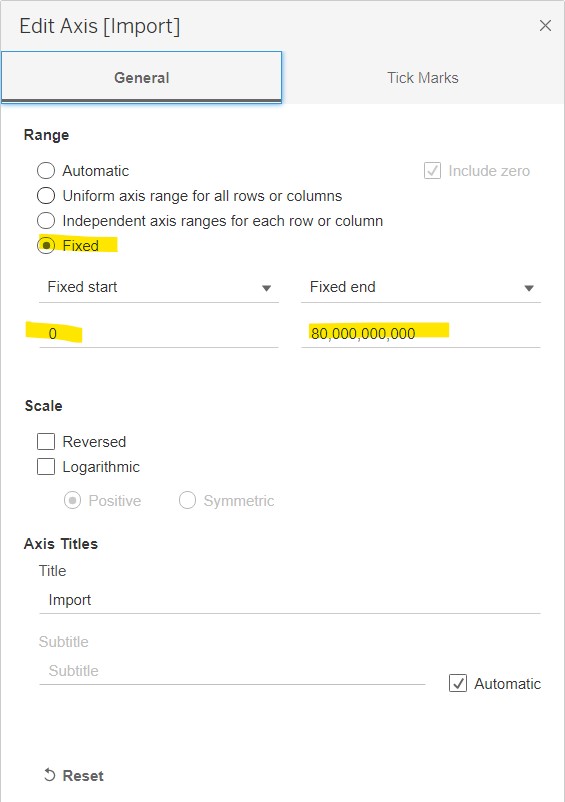 Edit Axis [Import]
General Tick Marks
Range
Automatic Include zero
Uniform axis range for all rows or columns
Independent axis ranges for each row or column
Fixed
Fixed start Fixed end
0 80,000,000,000
Scale
Reversed
Logarithmic
Positive Symmetric
Axis Titles
Title
Import
Subtitle
Subtitle
Automatic
Reset